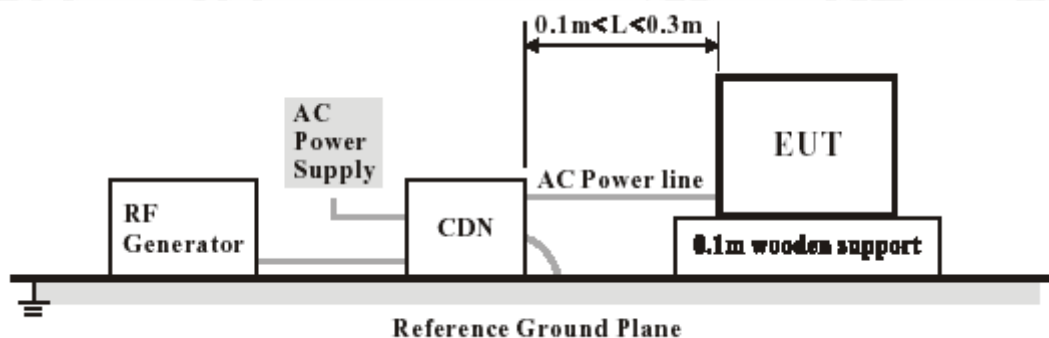 0.1m<L<0.3m
AC
Power
Supply
EUT
AC Power line
RF
Generator
CDN
0.1m wooden support
Reference Ground Plane